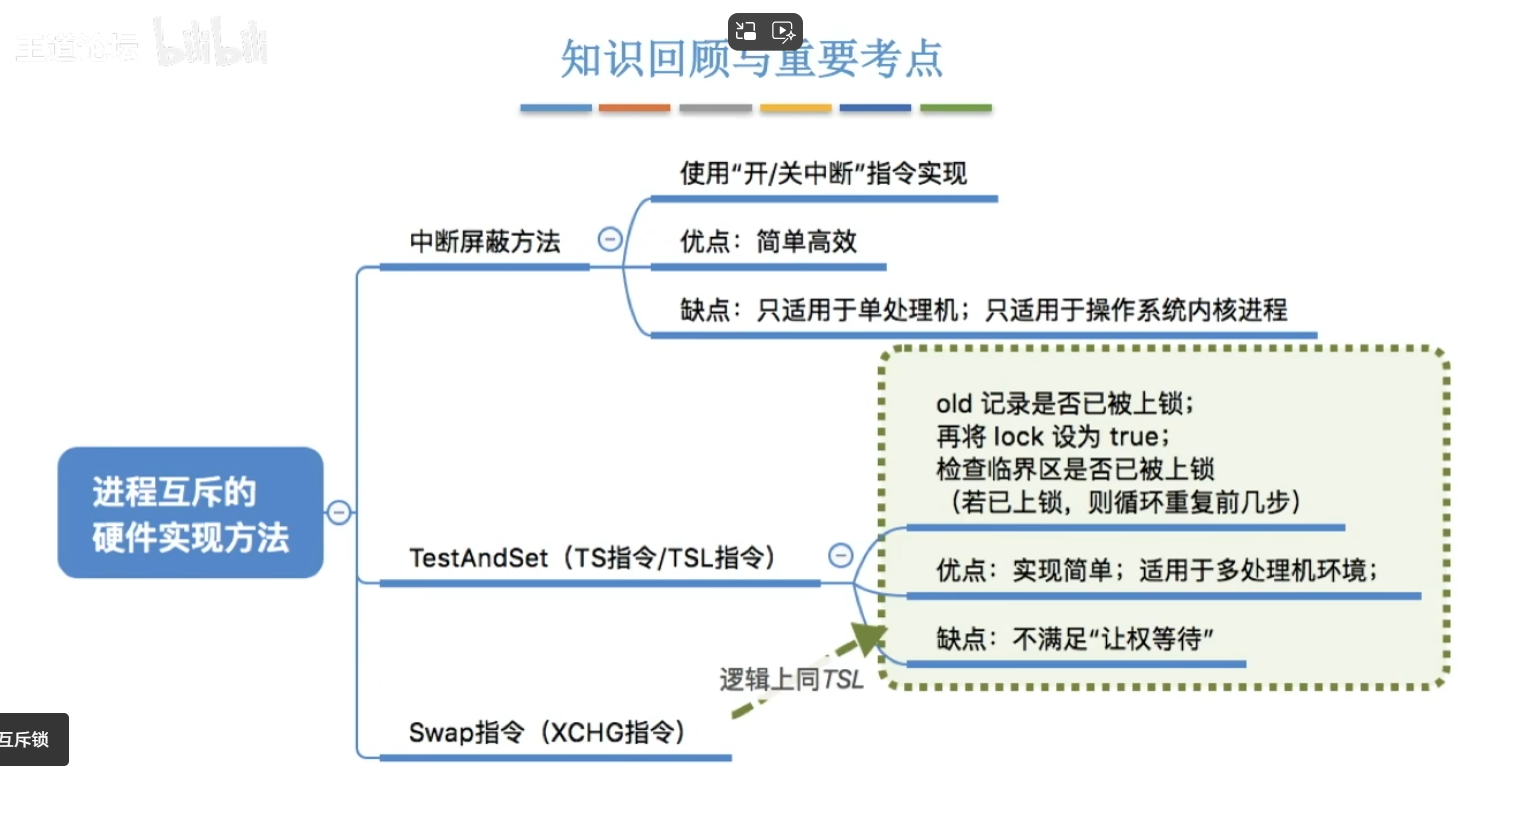 王道论坛 bilibili
知识回顾与重要考点
使用“开/关中断”指令实现
中断屏蔽方法
优点：简单高效
缺点：只适用于单处理机；只适用于操作系统内核进程
old 记录是否已被上锁；
再将 lock 设为 true；
检查临界区是否已被上锁
（若已上锁，则循环重复前几步）
进程互斥的
硬件实现方法
TestAndSet（TS指令/TSL指令）
优点：实现简单；适用于多处理机环境；
缺点：不满足“让权等待”
逻辑上同TSL
Swap指令（XCHG指令）
互斥锁